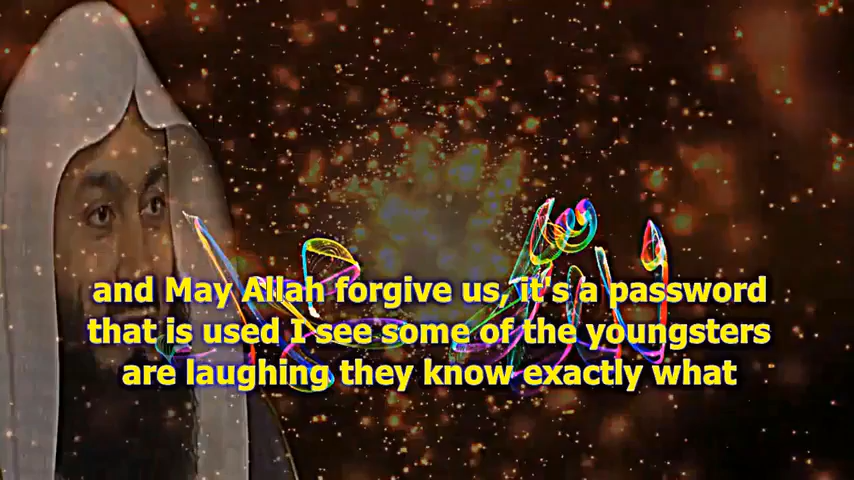 and May Allah forgive us, it's a password
that is used I see some of the youngsters
are laughing they know exactly what